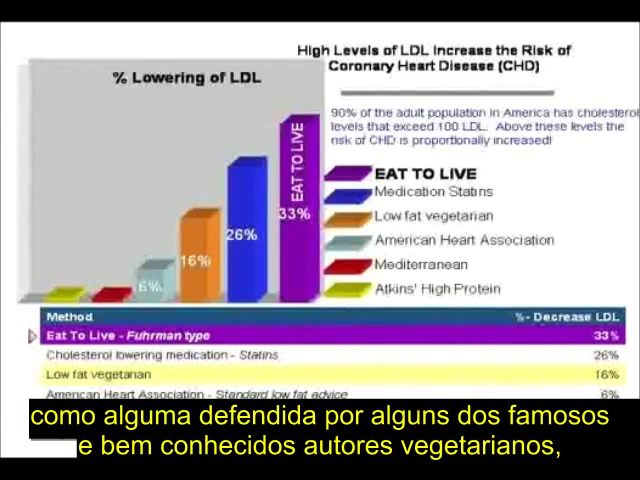 High Levels of LDL Increase the Risk of
Coronary Heart Disease (CHD)
% Lowering of LDL
90% of the adult population in America has cholesterol
levels that exceed 100 LDL. Above these levels the
risk of CHD is proportionally increased!
EAT TO LIVE
33%
26%
16%
6%
EAT TO LIVE
Medication Statins
Low fat vegetarian
American Heart Association
Mediterranean
Atkins' High Protein
Method %- Decrease LDL
Eat To Live - Fuhrman type 33%
Cholesterol lowering medication - Statins 26%
Low fat vegetarian 16%
American Heart Association - Standard low fat advice 6%
como alguma defendida por alguns dos famosos
e bem conhecidos autores vegetarianos,